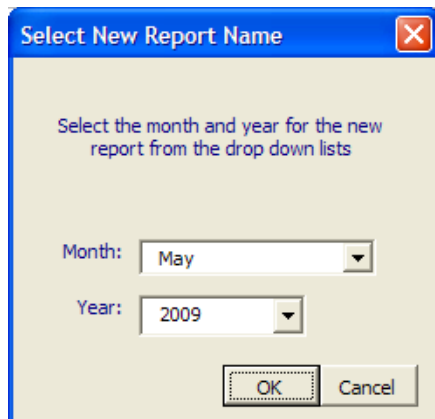 Select New Report Name
Select the month and year for the new
report from the drop down lists
Month: May
Year: 2009
OK Cancel